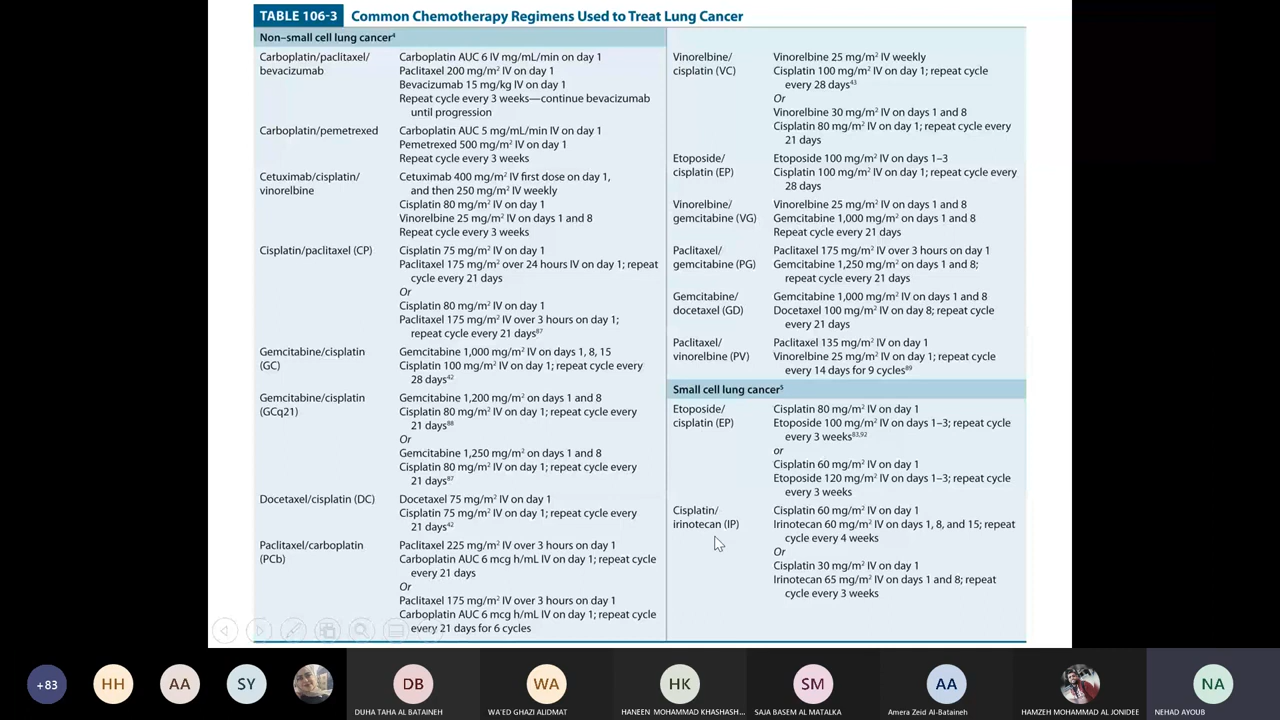 TABLE 106-3 Common Chemotherapy Regimens Used to Treat Lung Cancer
Non–small cell lung cancer⁴
Carboplatin/paclitaxel/ Carboplatin AUC 6 IV mg/mL/min on day 1
bevacizumab Paclitaxel 200 mg/m² IV on day 1
Bevacizumab 15 mg/kg IV on day 1
Repeat cycle every 3 weeks—continue bevacizumab
until progression
Carboplatin/pemetrexed Carboplatin AUC 5 mg/mL/min IV on day 1
Pemetrexed 500 mg/m² IV on day 1
Repeat cycle every 3 weeks
Cetuximab/cisplatin/ Cetuximab 400 mg/m² IV first dose on day 1,
vinorelbine and then 250 mg/m² IV weekly
Cisplatin 80 mg/m² IV on day 1
Vinorelbine 25 mg/m² IV on days 1 and 8
Repeat cycle every 3 weeks
Cisplatin/paclitaxel (CP) Cisplatin 75 mg/m² IV on day 1
Paclitaxel 175 mg/m² over 24 hours IV on day 1; repeat
cycle every 21 days
Or
Cisplatin 80 mg/m² IV on day 1
Paclitaxel 175 mg/m² IV over 3 hours on day 1;
repeat cycle every 21 days⁸⁷
Gemcitabine/cisplatin Gemcitabine 1,000 mg/m² IV on days 1, 8, 15
(GC) Cisplatin 100 mg/m² IV on day 1; repeat cycle every
28 days⁴²
Gemcitabine/cisplatin Gemcitabine 1,200 mg/m² on days 1 and 8
(GCq21) Cisplatin 80 mg/m² IV on day 1; repeat cycle every
21 days⁸⁸
Or
Gemcitabine 1,250 mg/m² on days 1 and 8
Cisplatin 80 mg/m² IV on day 1; repeat cycle every
21 days⁸⁷
Docetaxel/cisplatin (DC) Docetaxel 75 mg/m² IV on day 1
Cisplatin 75 mg/m² IV on day 1; repeat cycle every
21 days⁴²
Paclitaxel/carboplatin Paclitaxel 225 mg/m² IV over 3 hours on day 1
(PCb) Carboplatin AUC 6 mcg h/mL IV on day 1; repeat cycle
every 21 days
Or
Paclitaxel 175 mg/m² IV over 3 hours on day 1
Carboplatin AUC 6 mcg h/mL IV on day 1; repeat cycle
every 21 days for 6 cycles
Vinorelbine/ Vinorelbine 25 mg/m² IV weekly
cisplatin (VC) Cisplatin 100 mg/m² IV on day 1; repeat cycle
every 28 days⁴³
Or
Vinorelbine 30 mg/m² IV on days 1 and 8
Cisplatin 80 mg/m² IV on day 1; repeat cycle every
21 days
Etoposide/ Etoposide 100 mg/m² IV on days 1–3
cisplatin (EP) Cisplatin 100 mg/m² IV on day 1; repeat cycle every
28 days
Vinorelbine/ Vinorelbine 25 mg/m² IV on days 1 and 8
gemcitabine (VG) Gemcitabine 1,000 mg/m² on days 1 and 8
Repeat cycle every 21 days
Paclitaxel/ Paclitaxel 175 mg/m² IV over 3 hours on day 1
gemcitabine (PG) Gemcitabine 1,250 mg/m² on days 1 and 8;
repeat cycle every 21 days
Gemcitabine/ Gemcitabine 1,000 mg/m² IV on days 1 and 8
docetaxel (GD) Docetaxel 100 mg/m² IV on day 8; repeat cycle
every 21 days
Paclitaxel/ Paclitaxel 135 mg/m² IV on day 1
vinorelbine (PV) Vinorelbine 25 mg/m² IV on day 1; repeat cycle
every 14 days for 9 cycles⁸⁹
Small cell lung cancer⁵
Etoposide/ Cisplatin 80 mg/m² IV on day 1
cisplatin (EP) Etoposide 100 mg/m² IV on days 1–3; repeat cycle
every 3 weeks⁸³,⁹²
or
Cisplatin 60 mg/m² IV on day 1
Etoposide 120 mg/m² IV on days 1–3; repeat cycle
every 3 weeks
Cisplatin/ Cisplatin 60 mg/m² IV on day 1
irinotecan (IP) Irinotecan 60 mg/m² IV on days 1, 8, and 15; repeat
cycle every 4 weeks
Or
Cisplatin 30 mg/m² IV on day 1
Irinotecan 65 mg/m² IV on days 1 and 8; repeat
cycle every 3 weeks
+83 HH AA SY DB WA HK SM AA NA
DUHA TAHA AL BATAINEH WA'ED GHAZI ALIDMAT HANEEN MOHAMMAD KHASHASH... SAJA BASEM AL MATALKA Amera Zeid Al-Bataineh HAMZEH MOHAMMAD AL JONIDEE NEHAD AYOUB